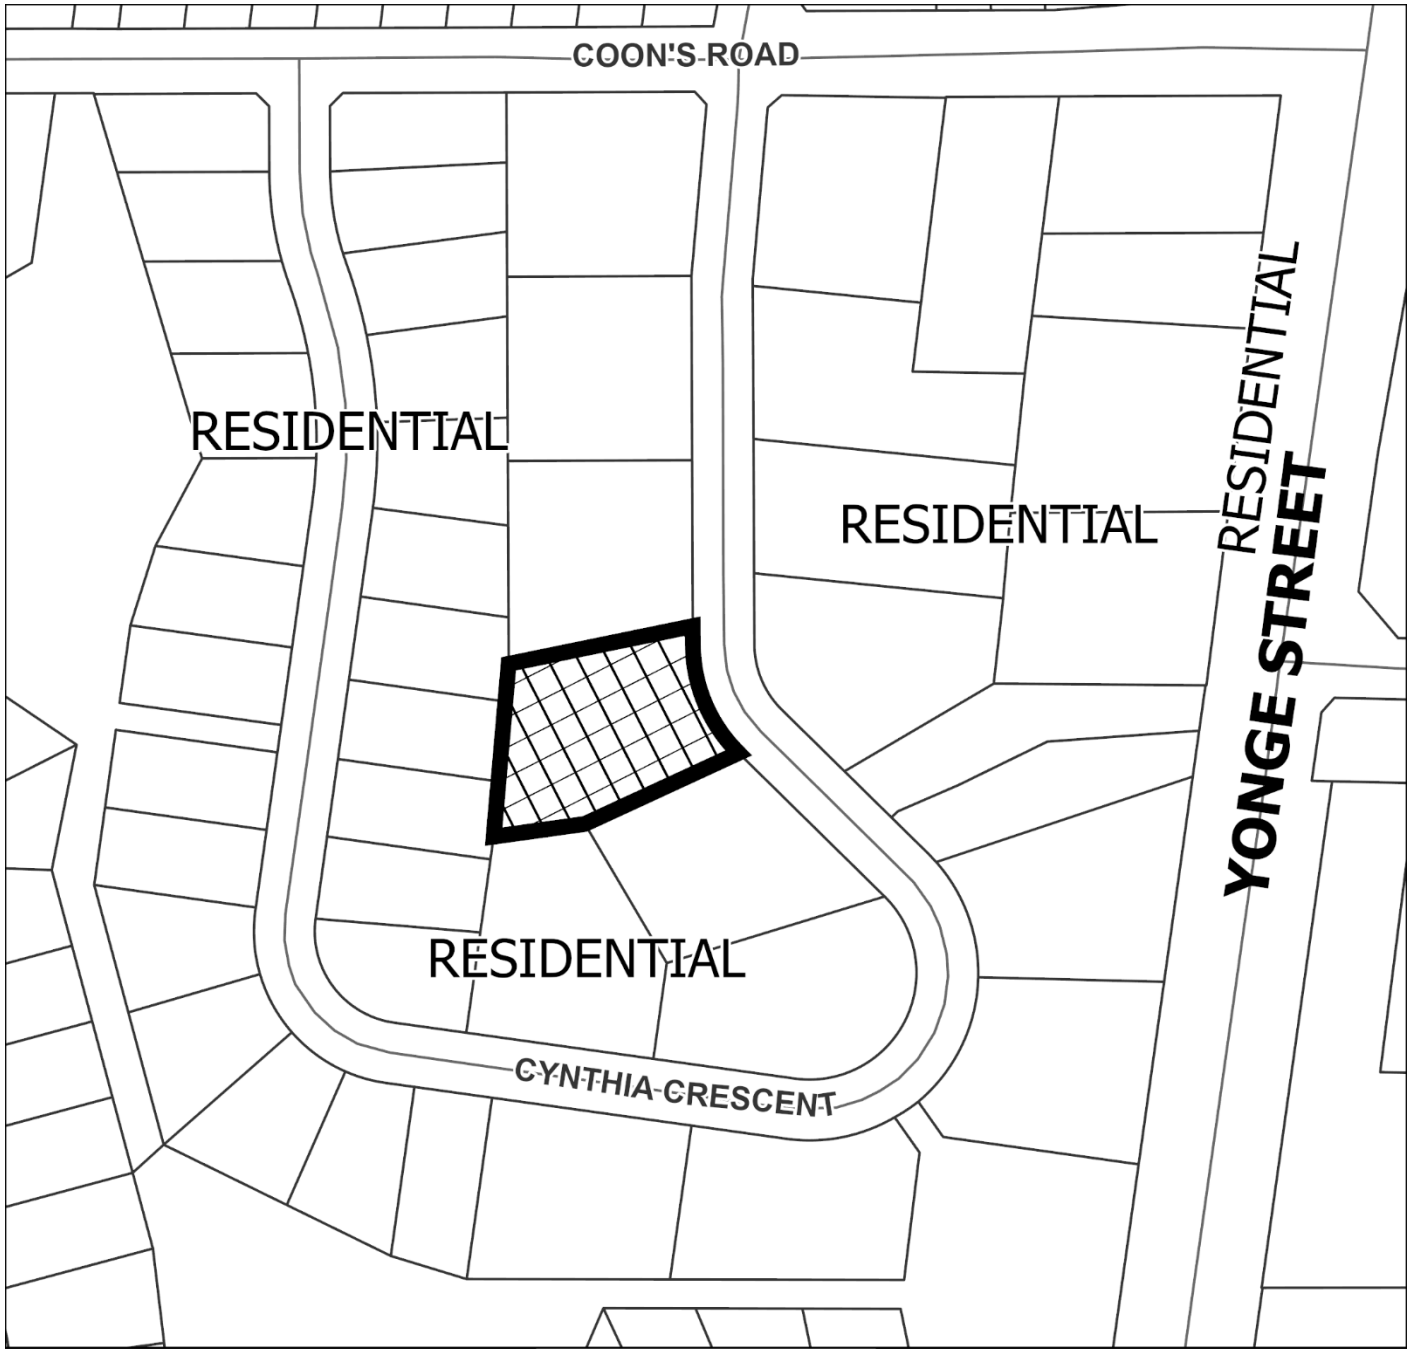 COON'S ROAD
RESIDENTIAL
RESIDENTIAL
RESIDENTIAL
YONGE STREET
RESIDENTIAL
CYNTHIA CRESCENT